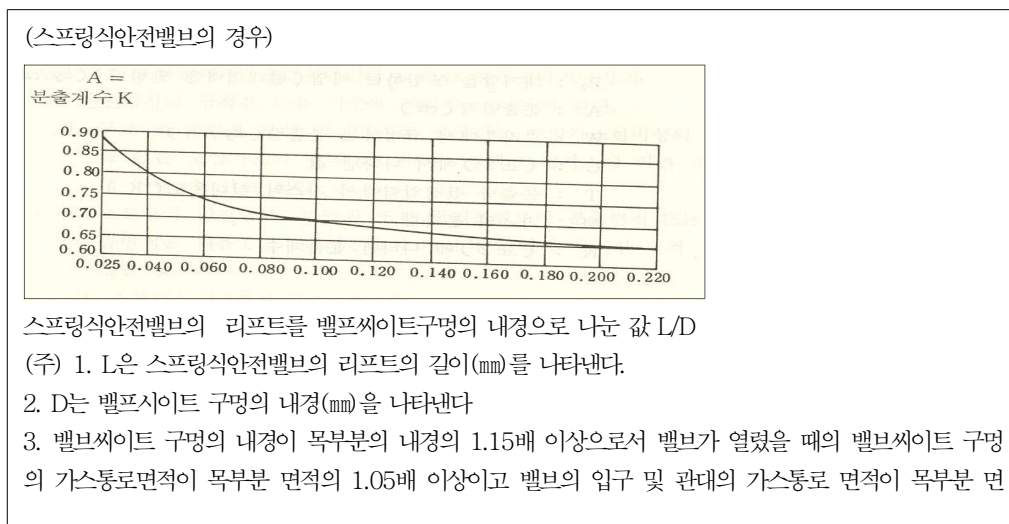 (스프링식안전밸브의 경우)
A =
분출계수 K
0.90
0.85
0.80
0.75
0.70
0.65
0.60
0.025 0.040 0.060 0.080 0.100 0.120 0.140 0.160 0.180 0.200 0.220
스프링식안전밸브의 리프트를 밸프씨이트구멍의 내경으로 나눈 값 L/D
(주) 1. L은 스프링식안전밸브의 리프트의 길이(㎜)를 나타낸다.
2. D는 밸프시이트 구멍의 내경(㎜)을 나타낸다
3. 밸브씨이트 구멍의 내경이 목부분의 내경의 1.15배 이상으로서 밸브가 열렸을 때의 밸브씨이트 구멍
의 가스통로면적이 목부분 면적의 1.05배 이상이고 밸브의 입구 및 관대의 가스통로 면적이 목부분 면